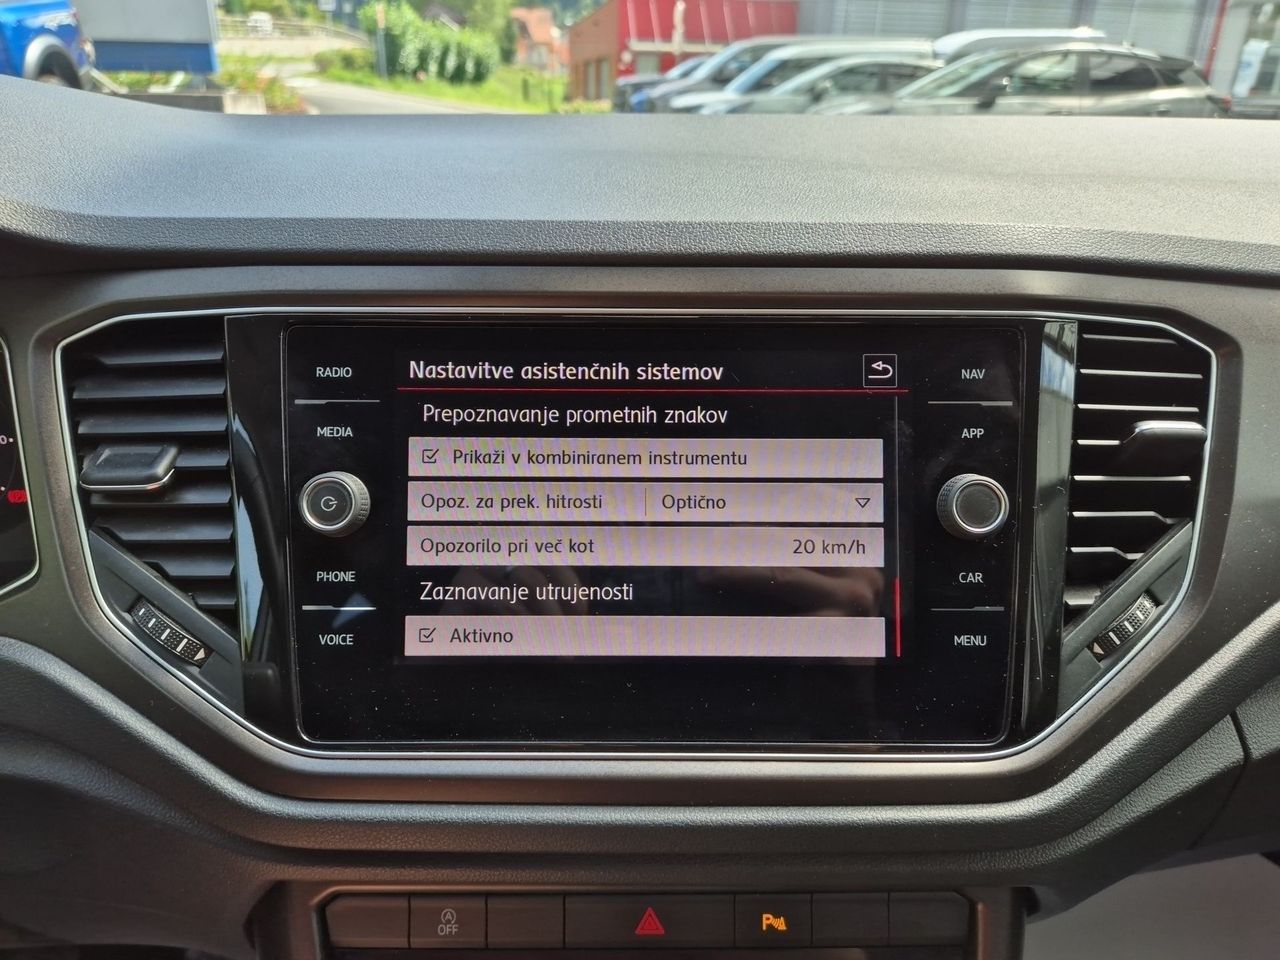 RADIO
MEDIA
PHONE
VOICE
Nastavitve asistenčnih sistemov
Prepoznavanje prometnih znakov
Prikaži v kombiniranem instrumentu
Opoz. za prek. hitrosti Optično
Opozorilo pri več kot 20 km/h
Zaznavanje utrujenosti
Aktivno
NAV
APP
CAR
MENU
A
OFF
P